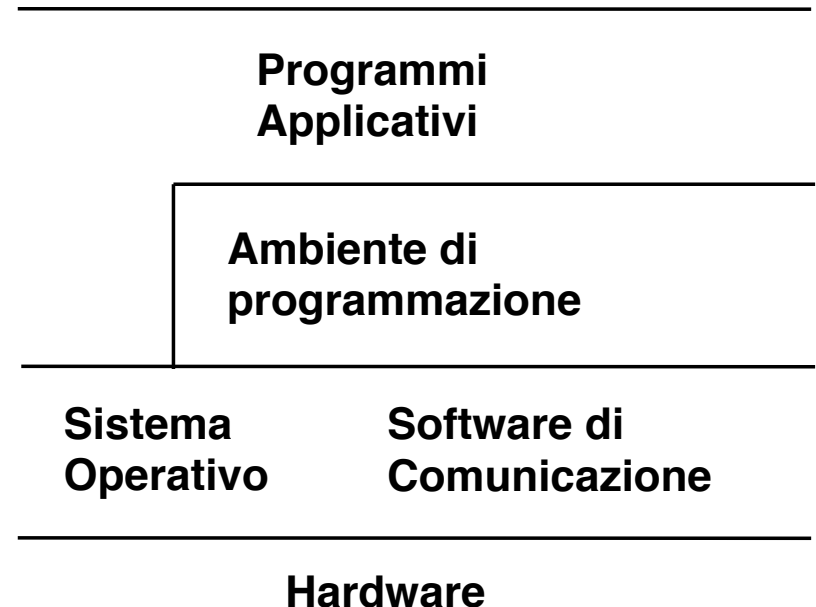 Programmi
Applicativi
Ambiente di
programmazione
Sistema
Operativo
Software di
Comunicazione
Hardware